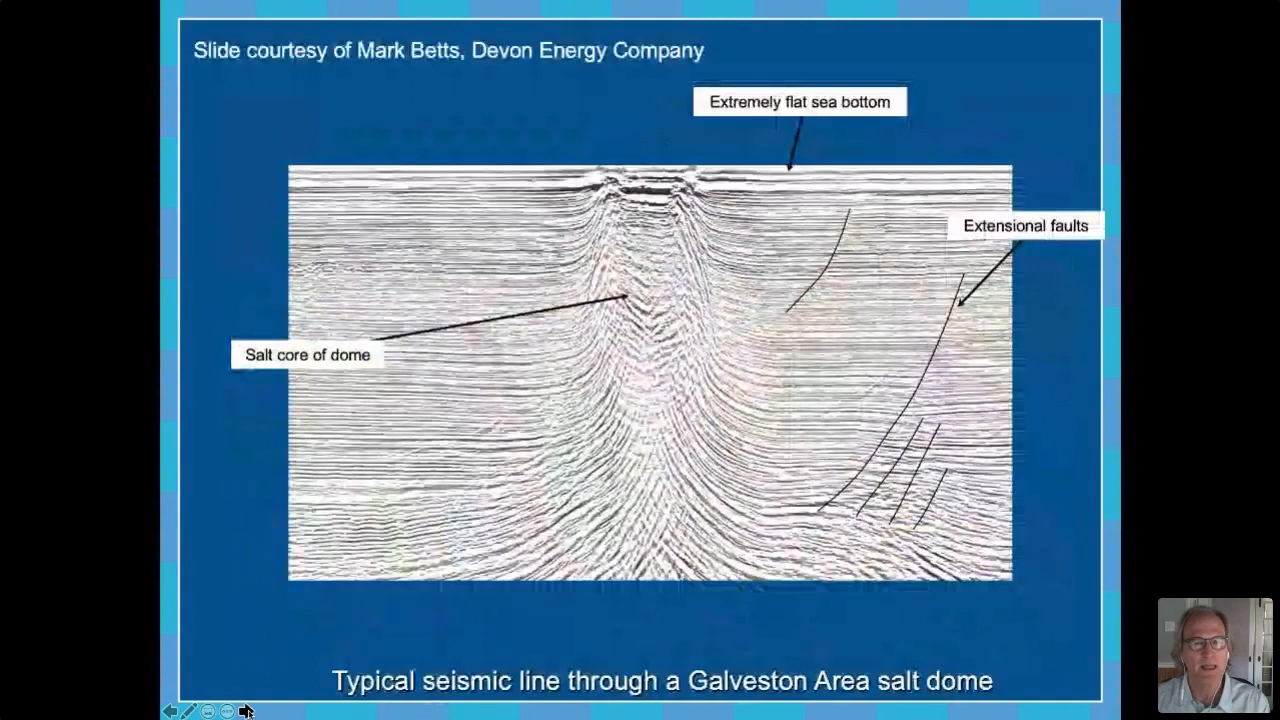 Slide courtesy of Mark Betts, Devon Energy Company
Extremely flat sea bottom
Extensional faults
Salt core of dome
Typical seismic line through a Galveston Area salt dome